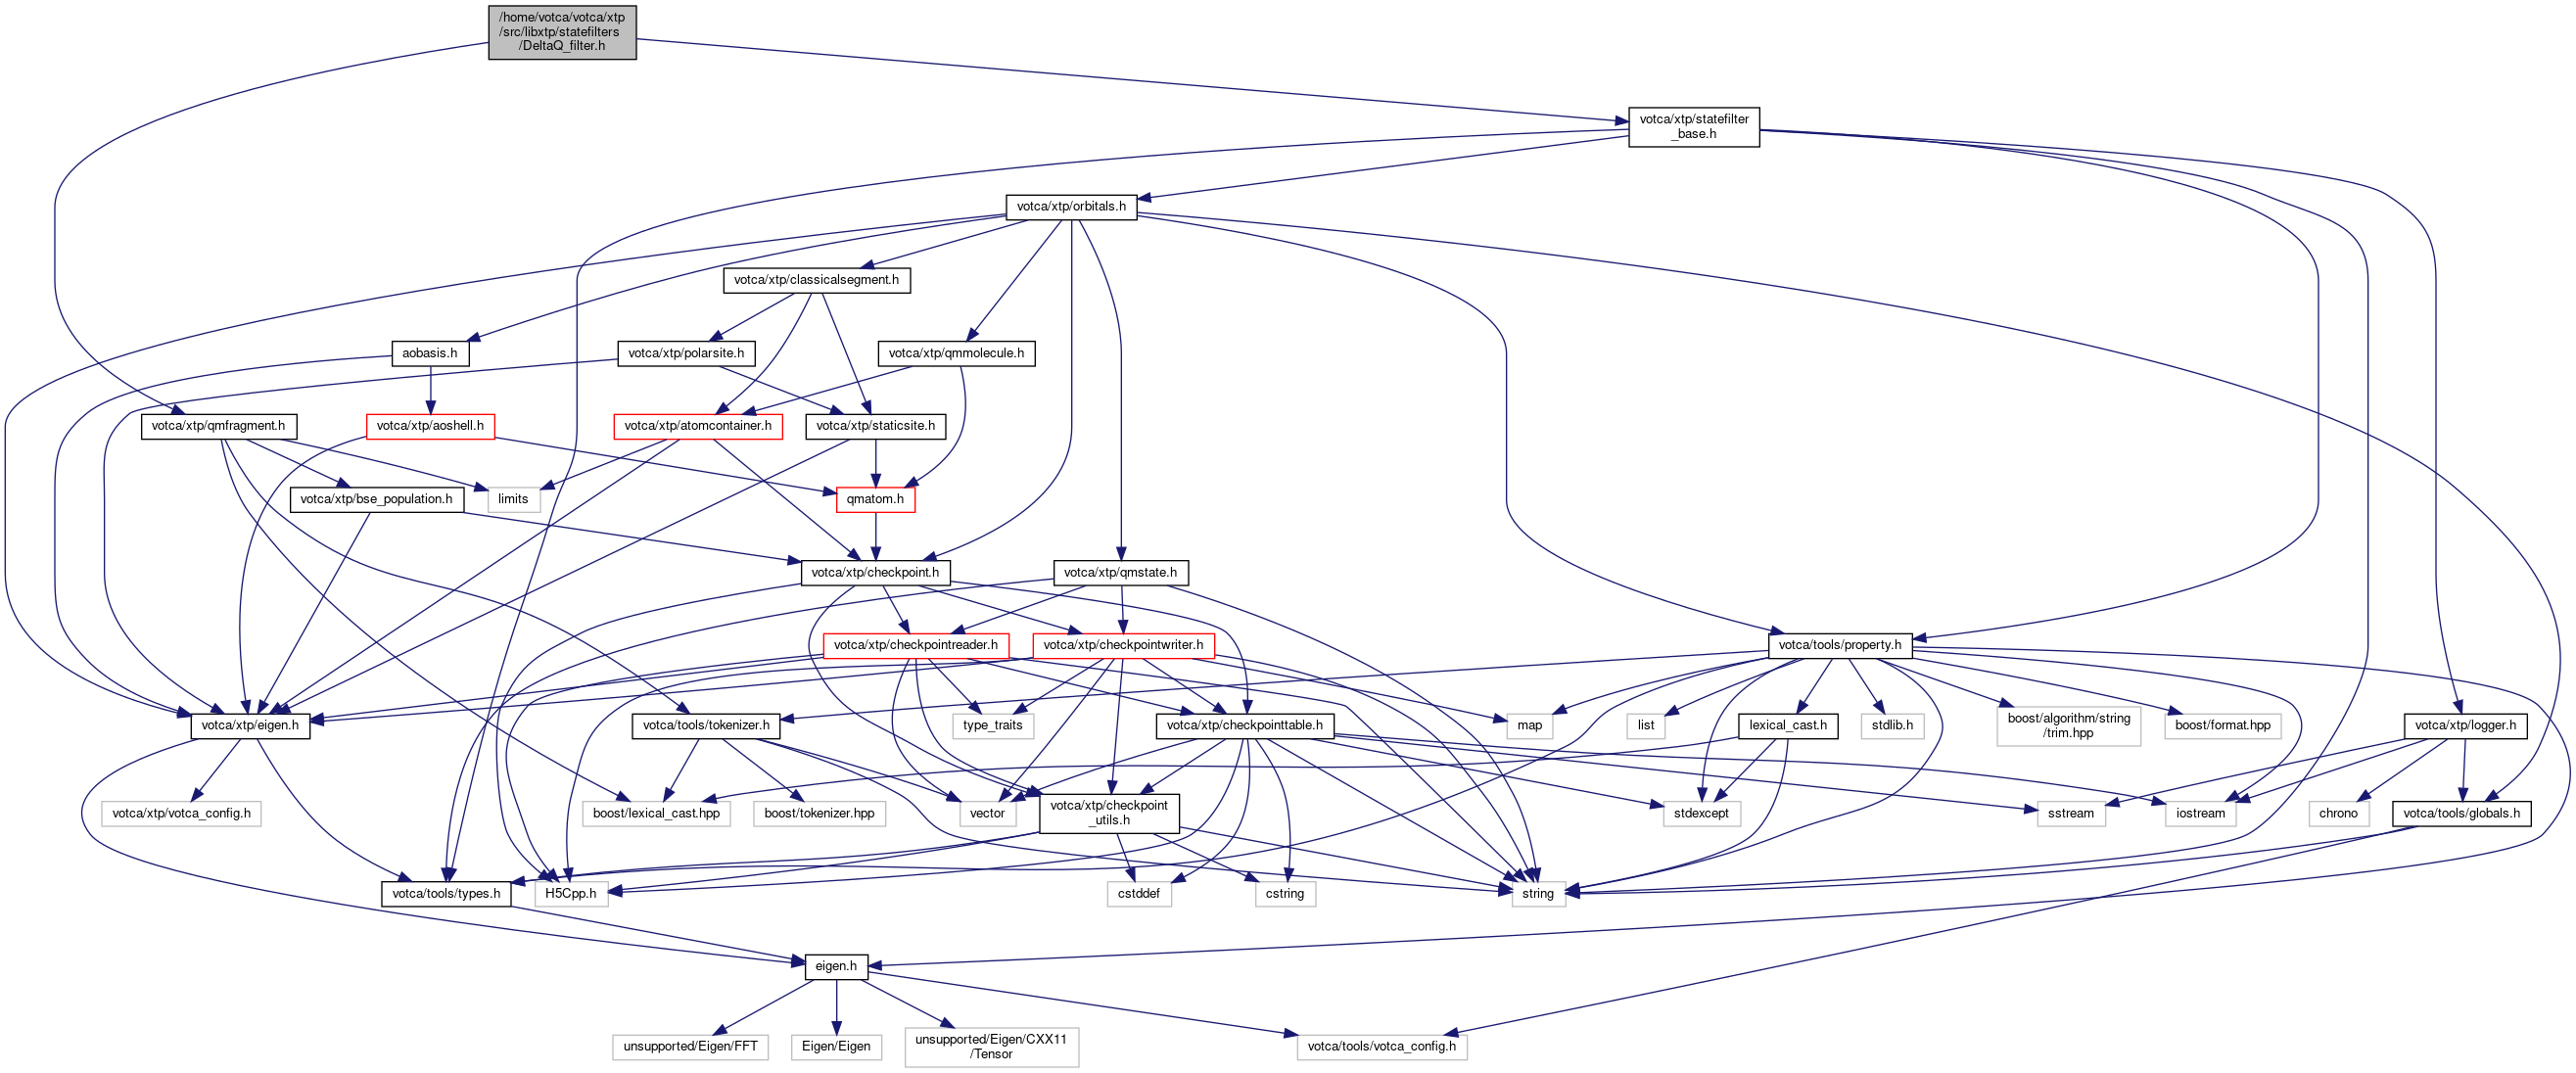 /home/votca/votca/xtp
/src/libxtp/statefilters
/DeltaQ_filter.h
votca/xtp/statefilter
_base.h
votca/xtp/orbitals.h
votca/xtp/classicalsegment.h
aobasis.h
votca/xtp/polarsite.h
votca/xtp/qmmolecule.h
votca/xtp/qmfragment.h
votca/xtp/aoshell.h
votca/xtp/atomcontainer.h
votca/xtp/staticsite.h
votca/xtp/bse_population.h
limits
qmatom.h
votca/xtp/checkpoint.h
votca/xtp/qmstate.h
votca/xtp/checkpointreader.h
votca/xtp/checkpointwriter.h
votca/tools/property.h
votca/xtp/eigen.h
votca/tools/tokenizer.h
type_traits
votca/xtp/checkpointtable.h
map
list
lexical_cast.h
stdlib.h
boost/algorithm/string
/trim.hpp
boost/format.hpp
votca/xtp/logger.h
votca/xtp/votca_config.h
boost/lexical_cast.hpp
boost/tokenizer.hpp
vector
votca/xtp/checkpoint
_utils.h
stdexcept
sstream
iostream
chrono
votca/tools/globals.h
votca/tools/types.h
H5Cpp.h
cstddef
cstring
string
eigen.h
unsupported/Eigen/FFT
Eigen/Eigen
unsupported/Eigen/CXX11
/Tensor
votca/tools/votca_config.h